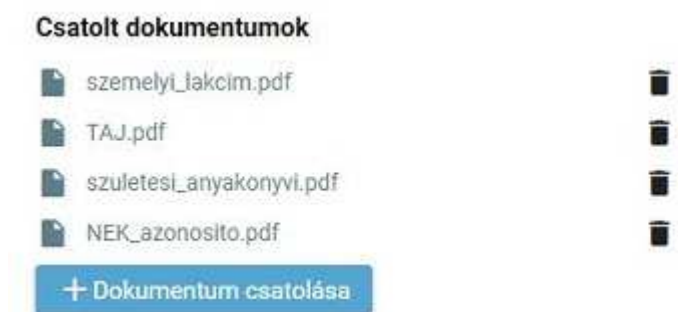 Csatolt dokumentumok
szemelyi_lakcim.pdf
TAJ.pdf
szuletesi_anyakonyvi.pdf
NEK_azonosito.pdf
+ Dokumentum csatolása